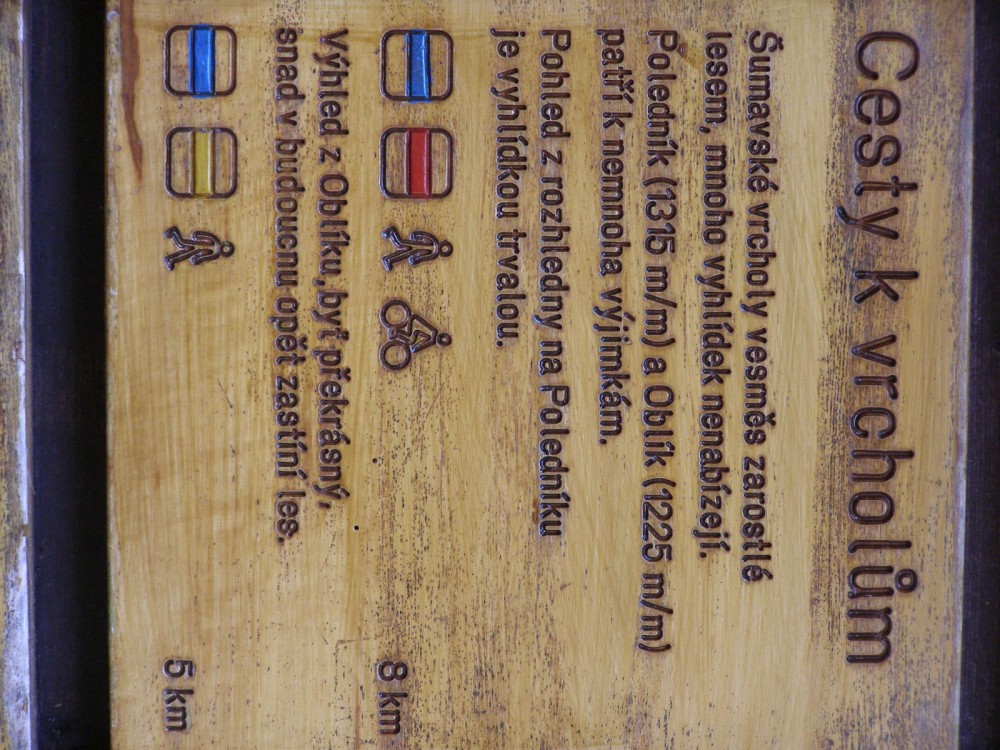 Cesty k vrcholům
Šumavské vrcholy vesměs zarostlé
lesem, mnoho vyhlídek nenabízejí.
Poledník (1315 m/m) a Oblík (1225 m/m)
patří k nemnoha výjimkám.
Pohled z rozhledny na Poledníku
je vyhlídkou trvalou.
8 km
Výhled z Oblíku, byť překrásný,
snad v budoucnu opět zastíní les.
5 km